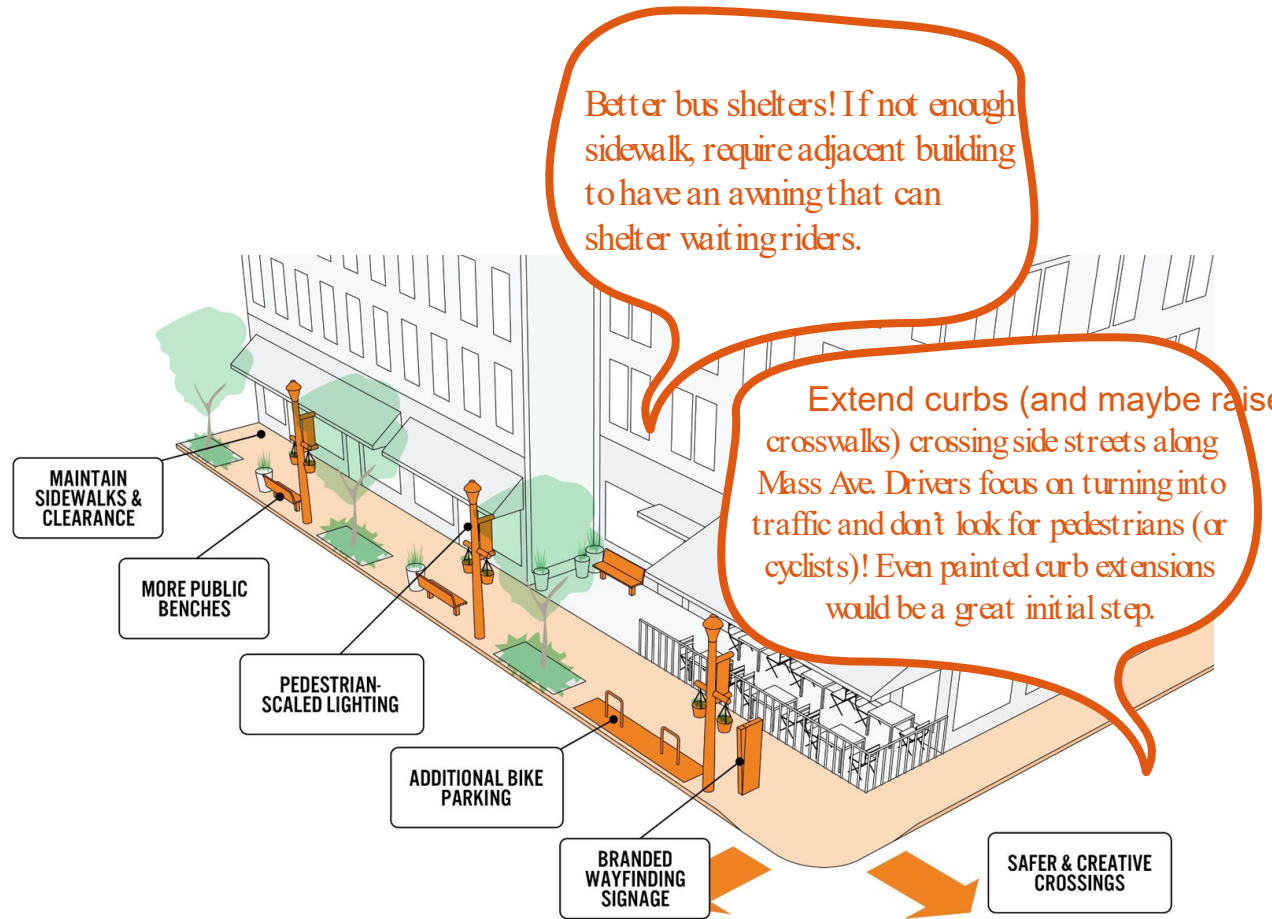 Better bus shelters! If not enough
sidewalk, require adjacent building
to have an awning that can
shelter waiting riders.
Extend curbs (and maybe raise
crosswalks) crossing side streets along
Mass Ave. Drivers focus on turning into
traffic and don't look for pedestrians (or
cyclists)! Even painted curb extensions
would be a great initial step.
MAINTAIN
SIDEWALKS &
CLEARANCE
MORE PUBLIC
BENCHES
PEDESTRIAN-
SCALED LIGHTING
ADDITIONAL BIKE
PARKING
BRANDED
WAYFINDING
SIGNAGE
SAFER & CREATIVE
CROSSINGS